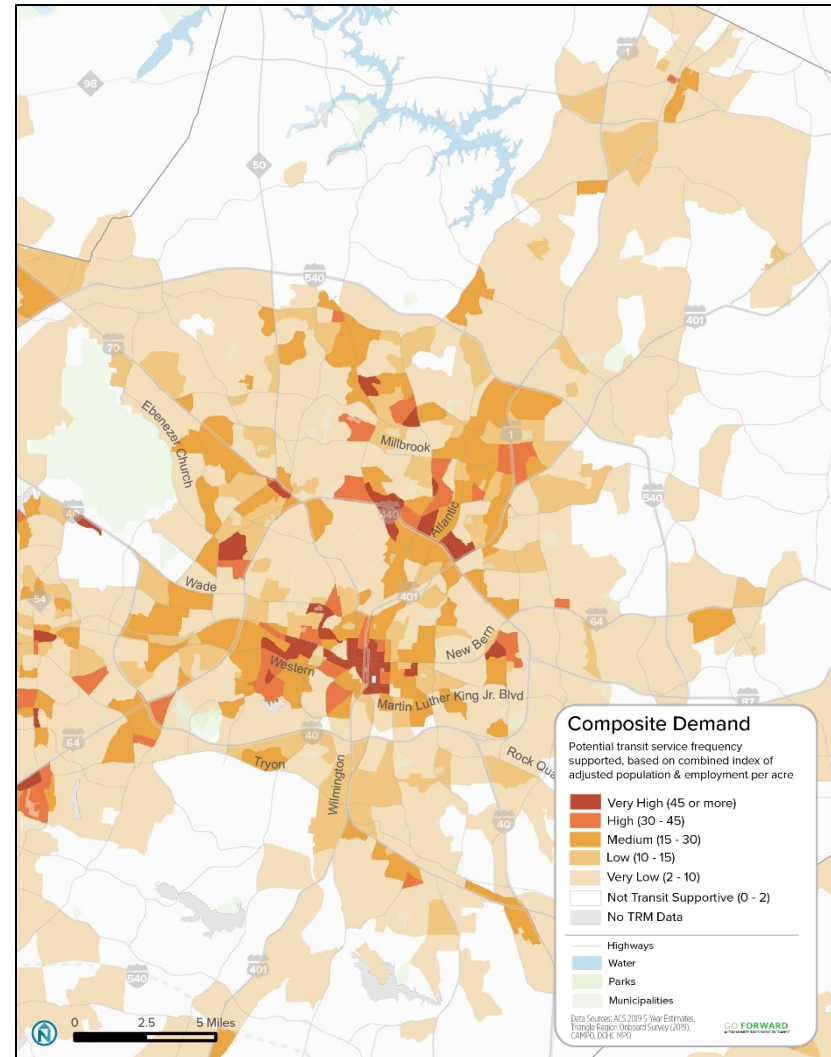 1
98
50
540
401
70
Ebenezer Church
Millbrook
1
540
40
440
Atlantic
54
Wade
401
64
New Bern
Western
Martin Luther King Jr. Blvd
87
64
40
Tryon
Wilmington
Rock Qua
40
540
401
Composite Demand
Potential transit service frequency
supported, based on combined index of
adjusted population & employment per acre
Very High (45 or more)
High (30 - 45)
Medium (15 - 30)
Low (10 - 15)
Very Low (2 - 10)
Not Transit Supportive (0 - 2)
No TRM Data
Highways
Water
Parks
Municipalities
Data Sources: ACS 2019 5-Year Estimates,
Triangle Region Onboard Survey (2019),
CAMPO, DCHC MPO
GO FORWARD
N
0 2.5 5 Miles